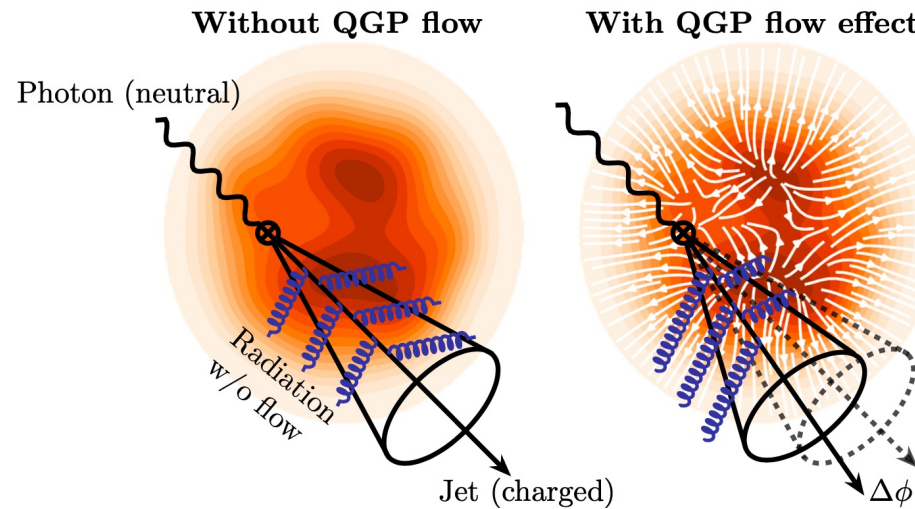 Without QGP flow
With QGP flow effect
Photon (neutral)
Radiation
w/o flow
Jet (charged)
Δϕ